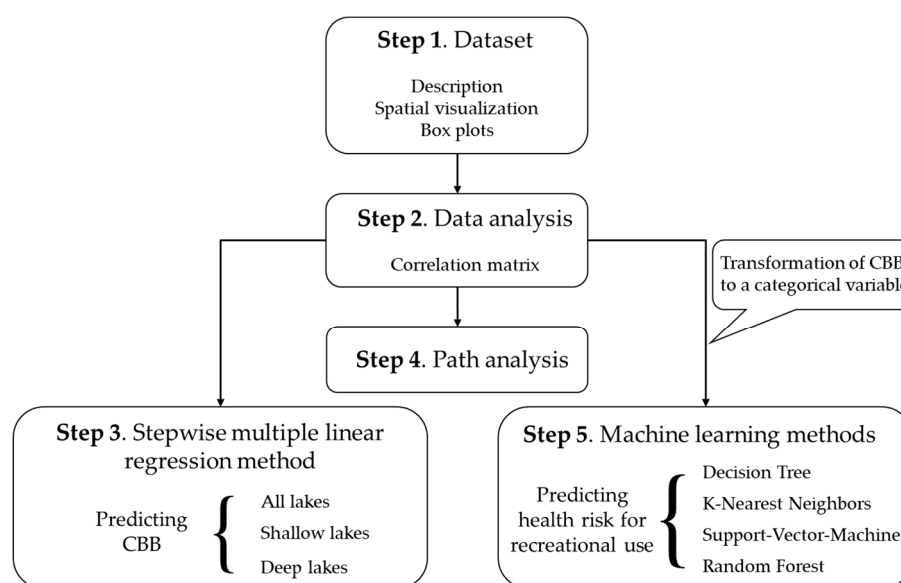 Step 1. Dataset
Description
Spatial visualization
Box plots
Step 2. Data analysis
Correlation matrix
Transformation of CBB
to a categorical variable
Step 4. Path analysis
Step 3. Stepwise multiple linear
regression method
Predicting
CBB
All lakes
Shallow lakes
Deep lakes
Step 5. Machine learning methods
Predicting
health risk for
recreational use
Decision Tree
K-Nearest Neighbors
Support-Vector-Machine
Random Forest